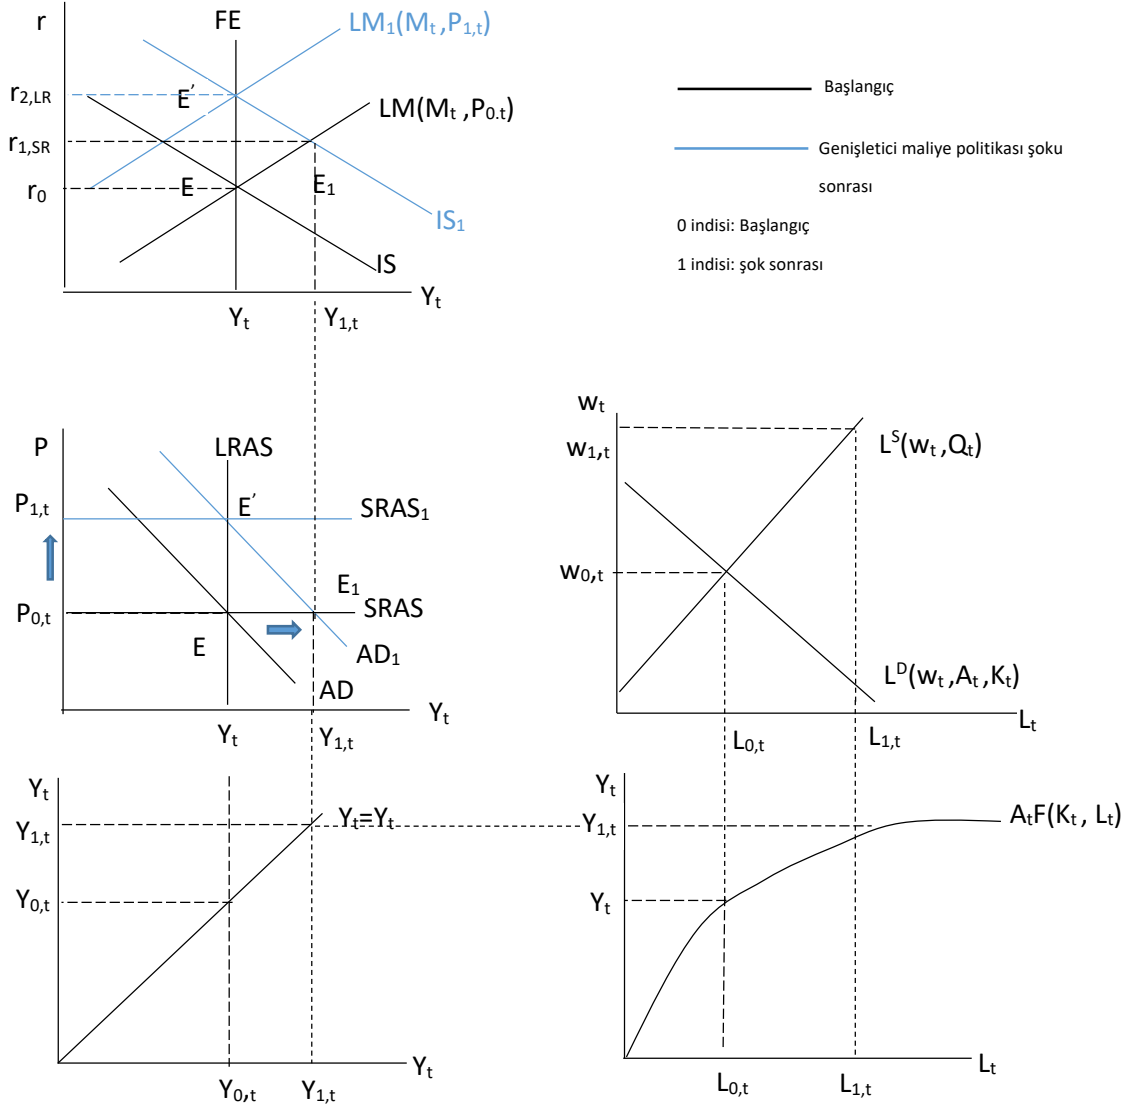 r
FE
LM₁(Mₜ,P₁,ₜ)
r₂,LR
E′
LM(Mₜ,P₀.ₜ)
r₁,SR
r₀
E
E₁
IS₁
IS
Yₜ
Yₜ
Y₁,ₜ
Başlangıç
Genişletici maliye politikası şoku
sonrası
0 indisi: Başlangıç
1 indisi: şok sonrası
P
LRAS
P₁,ₜ
E′
SRAS₁
E₁
P₀,ₜ
SRAS
E
AD₁
AD
Yₜ
Yₜ
Y₁,ₜ
wₜ
w₁,ₜ
Lˢ(wₜ,Qₜ)
w₀,ₜ
Lᴰ(wₜ,Aₜ,Kₜ)
Lₜ
L₀,ₜ
L₁,ₜ
Yₜ
Y₁,ₜ
Yₜ=Yₜ
Y₀,ₜ
Yₜ
Y₀,ₜ
Y₁,ₜ
Yₜ
Y₁,ₜ
AₜF(Kₜ, Lₜ)
Yₜ
Lₜ
L₀,ₜ
L₁,ₜ